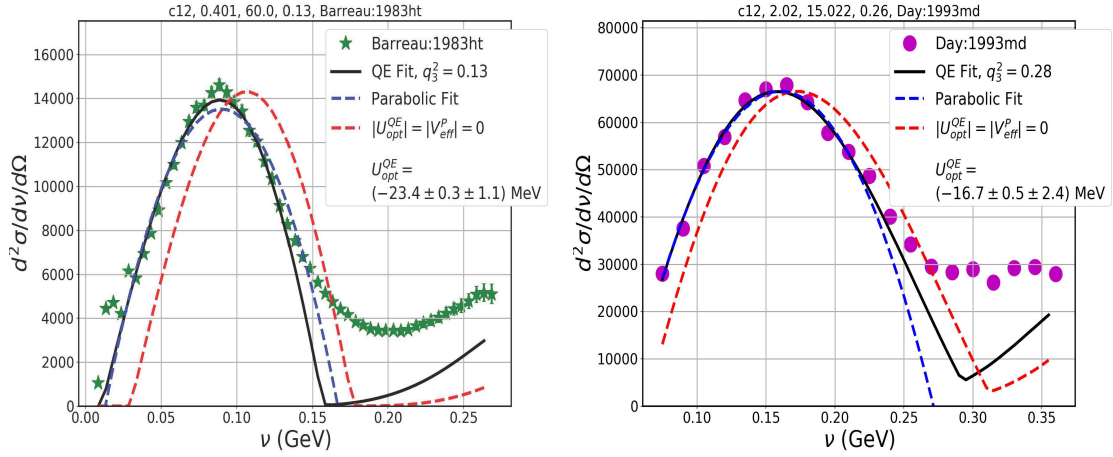 c12, 0.401, 60.0, 0.13, Barreau:1983ht
16000
14000
12000
10000
8000
6000
4000
2000
0
d²σ/dν/dΩ
Barreau:1983ht
QE Fit, q₃² = 0.13
Parabolic Fit
|U_opt^QE| = |V_eff^P| = 0
U_opt^QE =
(−23.4 ± 0.3 ± 1.1) MeV
0.00 0.05 0.10 0.15 0.20 0.25
ν (GeV)
c12, 2.02, 15.022, 0.26, Day:1993md
80000
70000
60000
50000
40000
30000
20000
10000
0
d²σ/dν/dΩ
Day:1993md
QE Fit, q₃² = 0.28
Parabolic Fit
|U_opt^QE| = |V_eff^P| = 0
U_opt^QE =
(−16.7 ± 0.5 ± 2.4) MeV
0.10 0.15 0.20 0.25 0.30 0.35
ν (GeV)